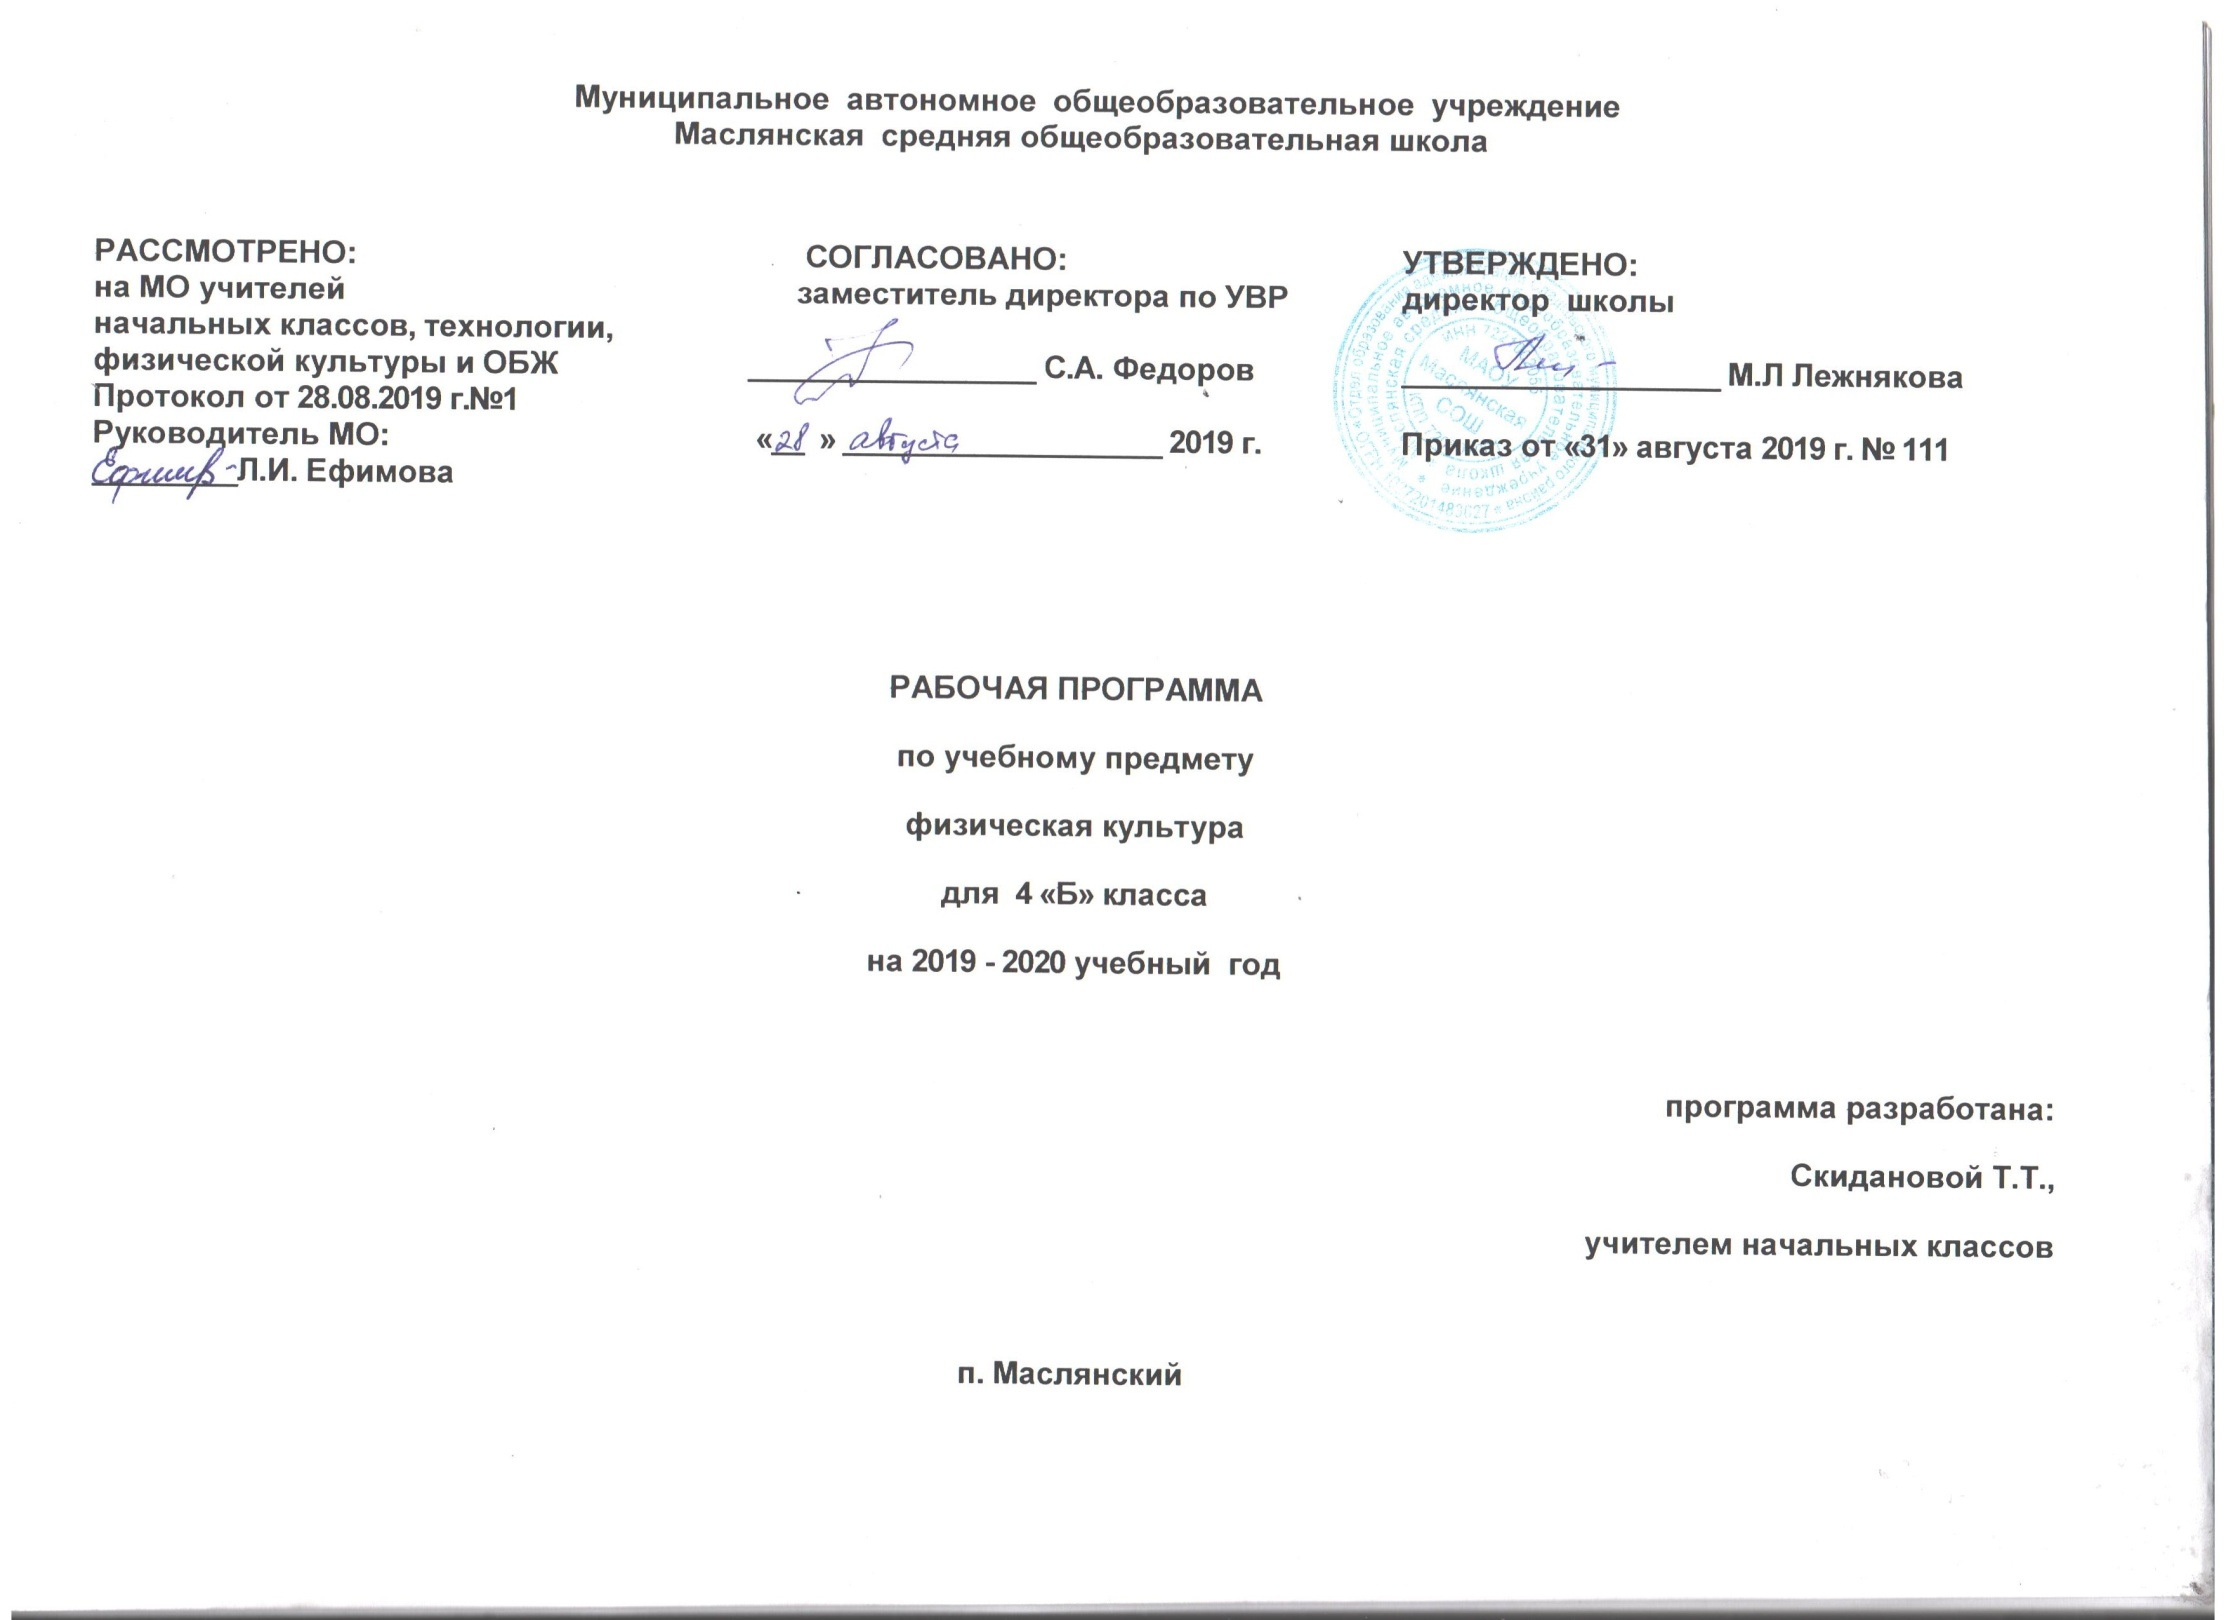 Муниципальное автономное общеобразовательное учреждение
Маслянская средняя общеобразовательная школа
РАССМОТРЕНО:
на МО учителей
начальных классов, технологии,
физической культуры и ОБЖ
Протокол от 28.08.2019 г.№1
Руководитель МО:
Л.И. Ефимова
СОГЛАСОВАНО:
заместитель директора по УВР
С.А. Федоров
«28» августа 2019 г.
УТВЕРЖДЕНО:
директор школы
М.Л Лежнякова
Приказ от «31» августа 2019 г. № 111
МАОУ
Маслянская
СОШ
РАБОЧАЯ ПРОГРАММА
по учебному предмету
физическая культура
для 4 «Б» класса
на 2019 - 2020 учебный год
программа разработана:
Скидановой Т.Т.,
учителем начальных классов
п. Маслянский